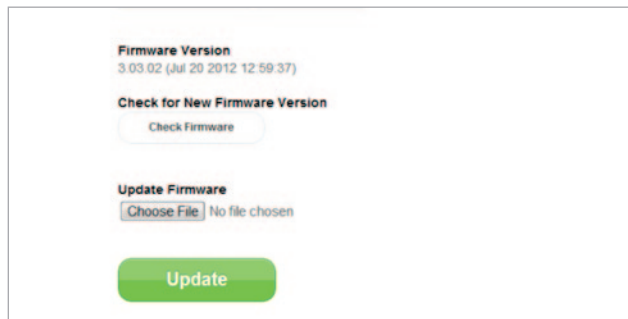 Firmware Version
3.03.02 (Jul 20 2012 12:59:37)
Check for New Firmware Version
Check Firmware
Update Firmware
Choose File No file chosen
Update